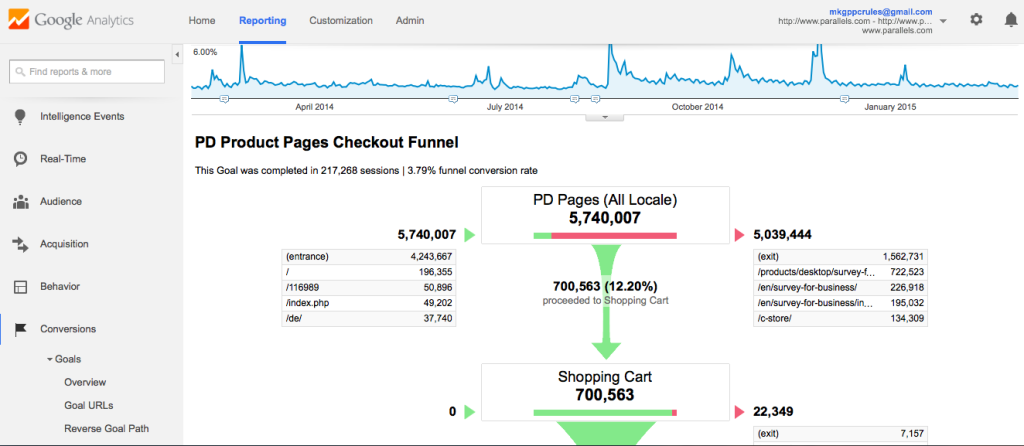 Google Analytics
Home Reporting Customization Admin
mkgppcrules@gmail.com
http://www.parallels.com - http://www.p...
www.parallels.com
Find reports & more
Intelligence Events
Real-Time
Audience
Acquisition
Behavior
Conversions
Goals
Overview
Goal URLs
Reverse Goal Path
6.00%
April 2014 July 2014 October 2014 January 2015
PD Product Pages Checkout Funnel
This Goal was completed in 217,268 sessions | 3.79% funnel conversion rate
PD Pages (All Locale)
5,740,007
5,740,007
(entrance) 4,243,667
/ 196,355
/116989 50,896
/index.php 49,202
/de/ 37,740
5,039,444
(exit) 1,562,731
/products/desktop/survey-f... 722,523
/en/survey-for-business/ 226,918
/en/survey-for-business/in... 195,032
/c-store/ 134,309
700,563 (12.20%)
proceeded to Shopping Cart
Shopping Cart
700,563
0
22,349
(exit) 7,157